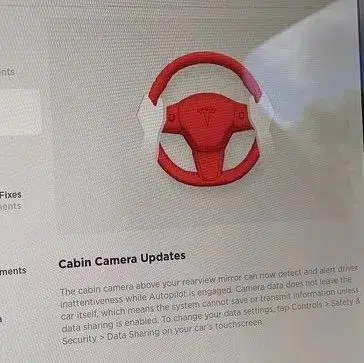 nts
Fixes
ments
ments
Cabin Camera Updates
The cabin camera above your rearview mirror can now detect and alert driver
inattentiveness while Autopilot is engaged. Camera data does not leave the
car itself, which means the system cannot save or transmit information unless
data sharing is enabled. To change your data settings, tap Controls > Safety &
Security > Data Sharing on your car's touchscreen.